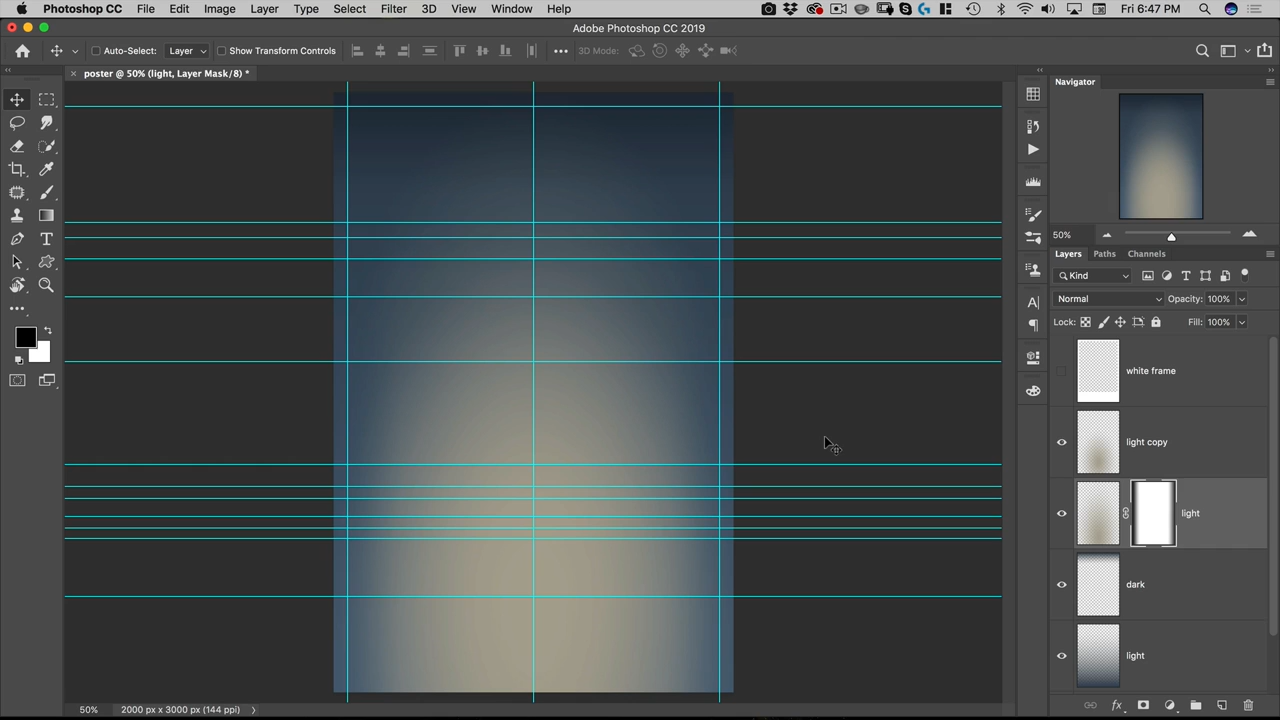 Photoshop CC File Edit Image Layer Type Select Filter 3D View Window Help Fri 6:47 PM
Adobe Photoshop CC 2019
Auto-Select: Layer Show Transform Controls 3D Mode:
poster @ 50% (light, Layer Mask/8) *
Navigator
50%
Layers Paths Channels
Kind
Normal Opacity: 100%
Lock: Fill: 100%
white frame
light copy
light
dark
light
50% 2000 px x 3000 px (144 ppi)